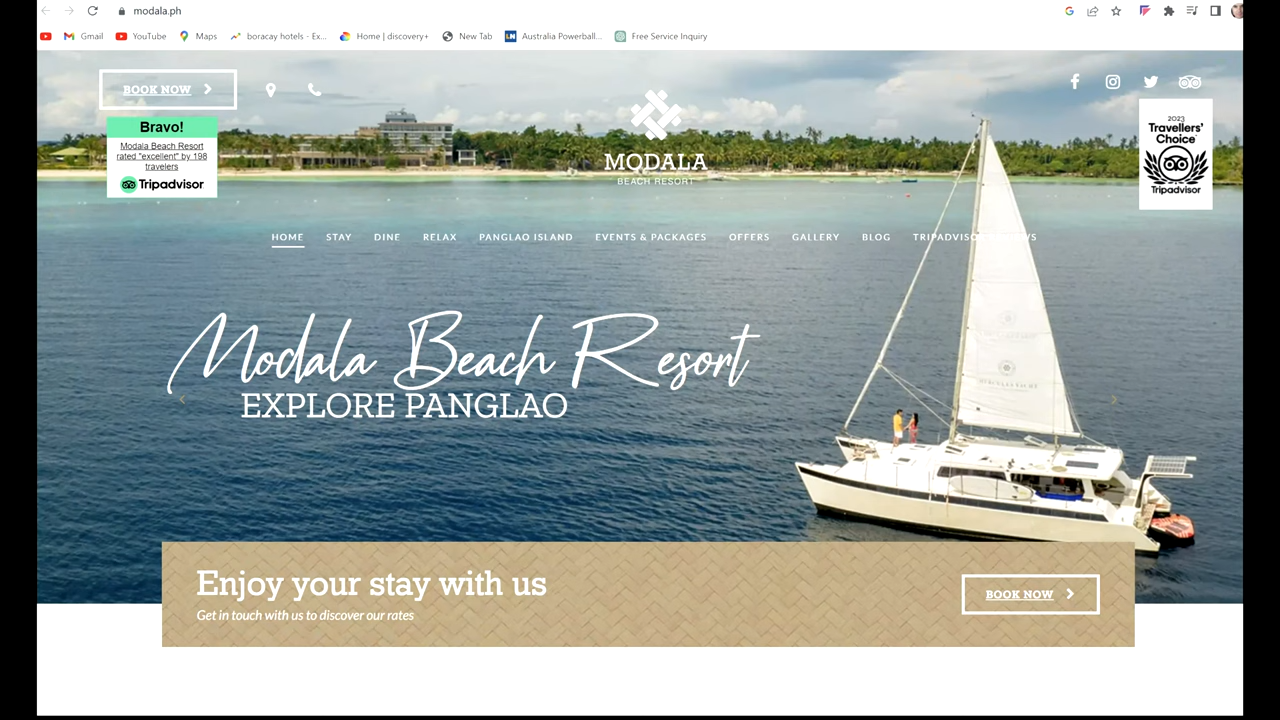 modala.ph
Gmail
YouTube
Maps
boracay hotels - Ex...
Home | discovery+
New Tab
Australia Powerball...
Free Service Inquiry
BOOK NOW
Bravo!
Modala Beach Resort
rated "excellent" by 198
travelers
Tripadvisor
MODALA
BEACH RESORT
2023
Travellers'
Choice
Tripadvisor
HOME
STAY
DINE
RELAX
PANGLAO ISLAND
EVENTS & PACKAGES
OFFERS
GALLERY
BLOG
Modala Beach Resort
EXPLORE PANGLAO
Enjoy your stay with us
Get in touch with us to discover our rates
BOOK NOW